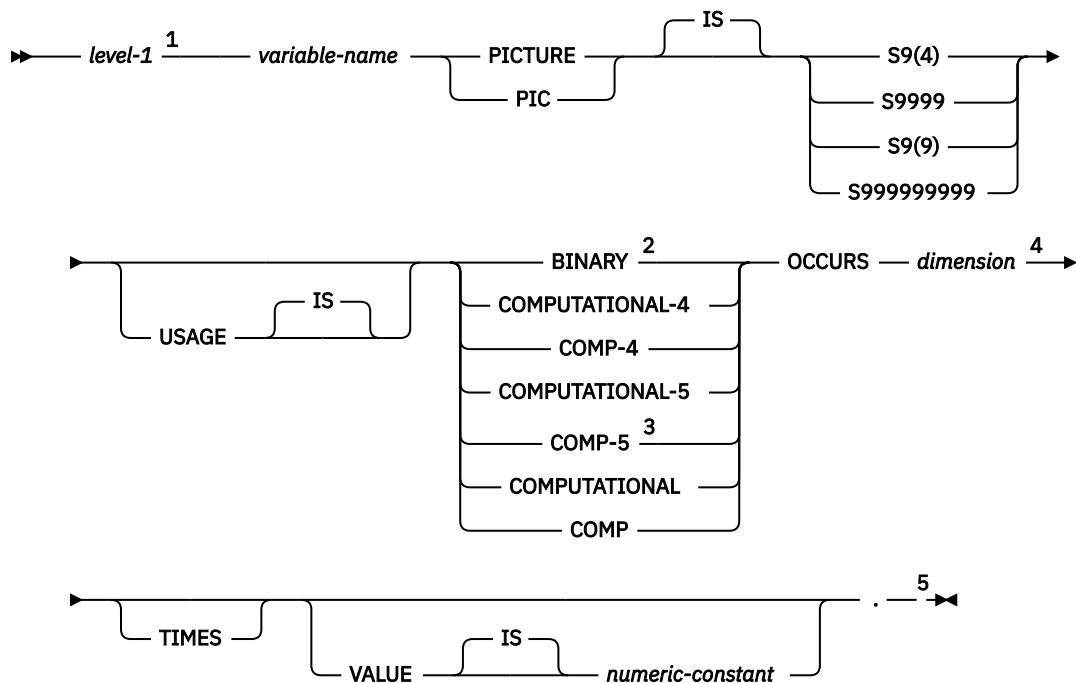 IS
level-1 1 variable-name PICTURE S9(4)
PIC S9999
S9(9)
S999999999
BINARY 2 OCCURS dimension 4
IS COMPUTATIONAL-4
USAGE COMP-4
COMPUTATIONAL-5
COMP-5 3
COMPUTATIONAL
COMP
. 5
TIMES IS
VALUE numeric-constant